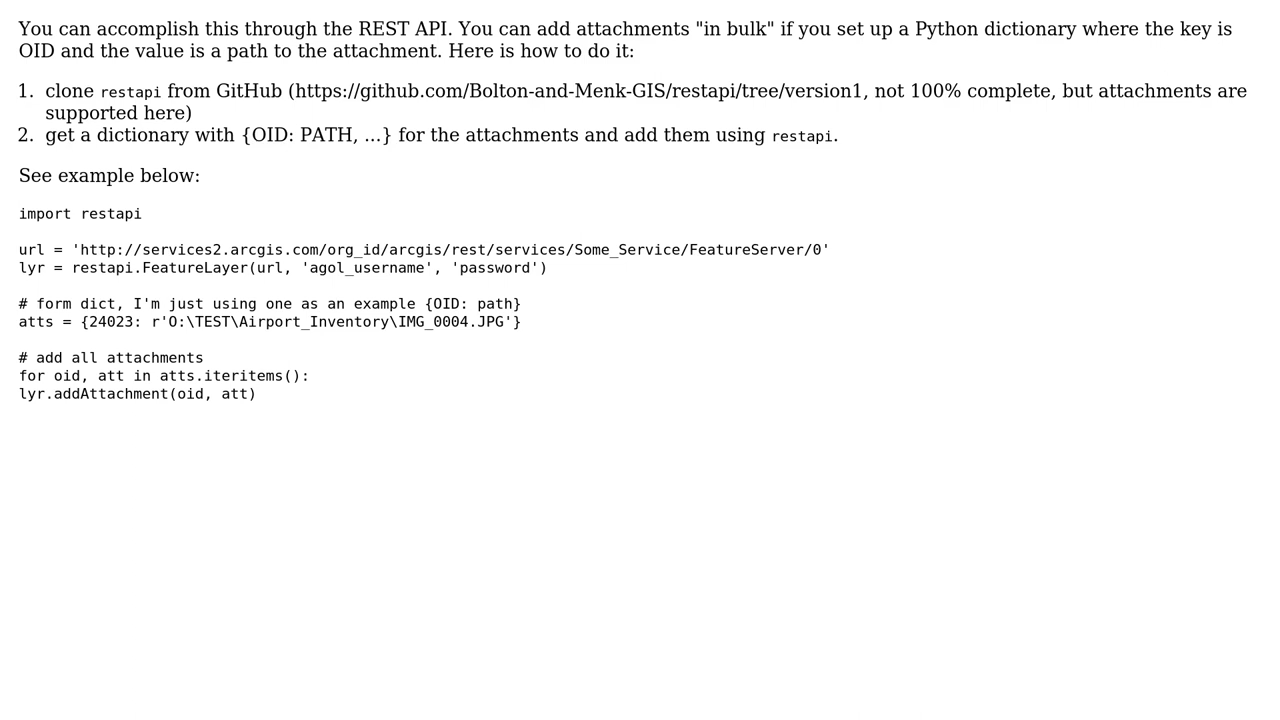 You can accomplish this through the REST API. You can add attachments "in bulk" if you set up a Python dictionary where the key is
OID and the value is a path to the attachment. Here is how to do it:
1. clone restapi from GitHub (https://github.com/Bolton-and-Menk-GIS/restapi/tree/version1, not 100% complete, but attachments are
supported here)
2. get a dictionary with {OID: PATH, ...} for the attachments and add them using restapi.
See example below:
import restapi
url = 'http://services2.arcgis.com/org_id/arcgis/rest/services/Some_Service/FeatureServer/0'
lyr = restapi.FeatureLayer(url, 'agol_username', 'password')
# form dict, I'm just using one as an example {OID: path}
atts = {24023: r'O:\TEST\Airport_Inventory\IMG_0004.JPG'}
# add all attachments
for oid, att in atts.iteritems():
lyr.addAttachment(oid, att)